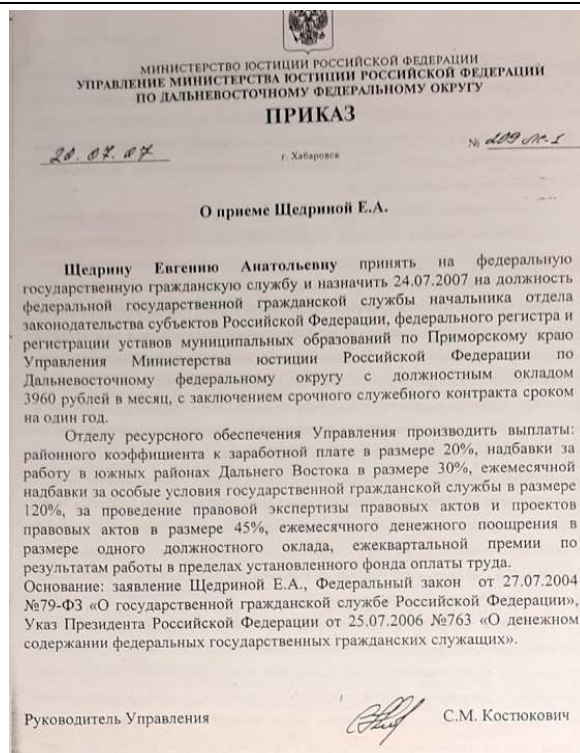 МИНИСТЕРСТВО ЮСТИЦИИ РОССИЙСКОЙ ФЕДЕРАЦИИ
УПРАВЛЕНИЕ МИНИСТЕРСТВА ЮСТИЦИИ РОССИЙСКОЙ ФЕДЕРАЦИИ
ПО ДАЛЬНЕВОСТОЧНОМУ ФЕДЕРАЛЬНОМУ ОКРУГУ
ПРИКАЗ
г. Хабаровск
№ 209
О приеме Щедриной Е.А.
Щедрину Евгению Анатольевну принять на федеральную
государственную гражданскую службу и назначить 24.07.2007 на должность
федеральной государственной гражданской службы начальника отдела
законодательства субъектов Российской Федерации, федерального регистра и
регистрации уставов муниципальных образований по Приморскому краю
Управления Министерства юстиции Российской Федерации по
Дальневосточному федеральному округу с должностным окладом
3960 рублей в месяц, с заключением срочного служебного контракта сроком
на один год.
Отделу ресурсного обеспечения Управления производить выплаты:
районного коэффициента к заработной плате в размере 20%, надбавки за
работу в южных районах Дальнего Востока в размере 30%, ежемесячной
надбавки за особые условия государственной гражданской службы в размере
120%, за проведение правовой экспертизы правовых актов и проектов
правовых актов в размере 45%, ежемесячного денежного поощрения в
размере одного должностного оклада, ежеквартальной премии по
результатам работы в пределах установленного фонда оплаты труда.
Основание: заявление Щедриной Е.А., Федеральный закон от 27.07.2004
№79-ФЗ «О государственной гражданской службе Российской Федерации»,
Указ Президента Российской Федерации от 25.07.2006 №763 «О денежном
содержании федеральных государственных гражданских служащих».
Руководитель Управления С.М. Костюкович